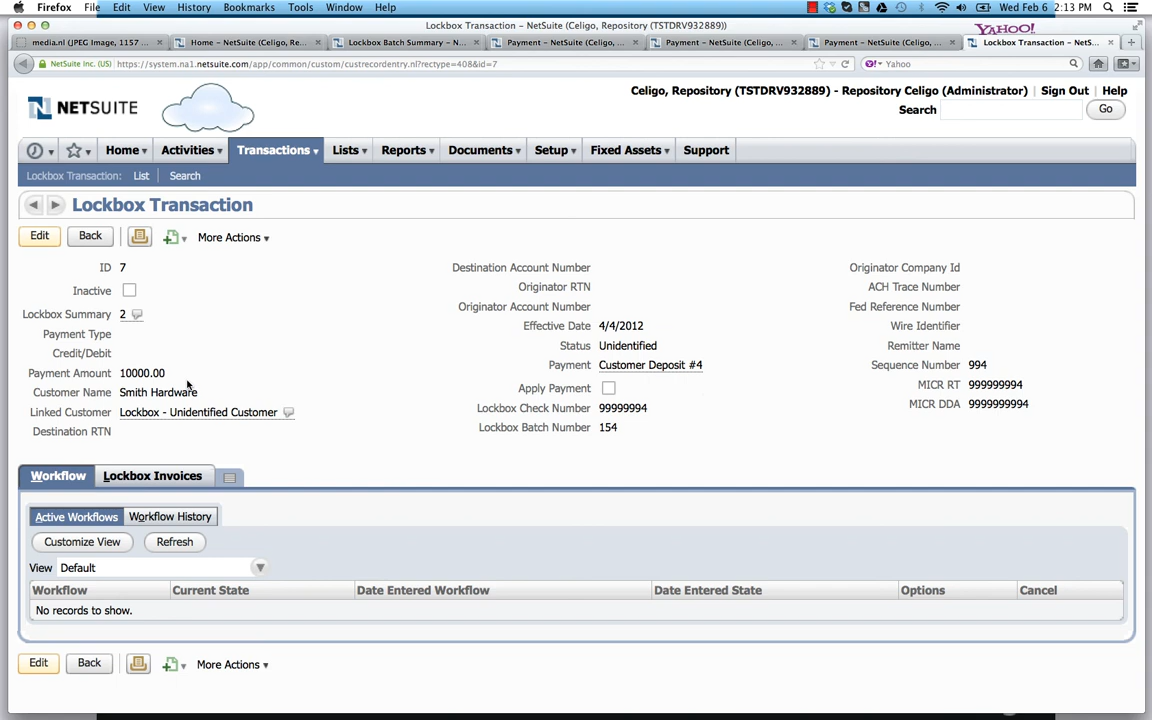 Firefox File Edit View History Bookmarks Tools Window Help Wed Feb 6 2:13 PM
Lockbox Transaction – NetSuite (Celigo, Repository (TSTDRV932889))
YAHOO!
media.nl (JPEG Image, 1157 ... Home – NetSuite (Celigo, Re... Lockbox Batch Summary – N... Payment – NetSuite (Celigo, ... Payment – NetSuite (Celigo, ... Payment – NetSuite (Celigo, ... Lockbox Transaction – NetS...
NetSuite Inc. (US) https://system.na1.netsuite.com/app/common/custom/custrecordentry.nl?rectype=408&id=7 Yahoo
Celigo, Repository (TSTDRV932889) – Repository Celigo (Administrator) Sign Out Help
NETSUITE
Search Go
Home Activities Transactions Lists Reports Documents Setup Fixed Assets Support
Lockbox Transaction: List Search
Lockbox Transaction
Edit Back More Actions
ID 7 Destination Account Number Originator Company Id
Inactive Originator RTN ACH Trace Number
Lockbox Summary 2 Originator Account Number Fed Reference Number
Payment Type Effective Date 4/4/2012 Wire Identifier
Credit/Debit Status Unidentified Remitter Name
Payment Amount 10000.00 Payment Customer Deposit #4 Sequence Number 994
Customer Name Smith Hardware Apply Payment MICR RT 999999994
Linked Customer Lockbox - Unidentified Customer Lockbox Check Number 99999994 MICR DDA 9999999994
Destination RTN Lockbox Batch Number 154
Workflow Lockbox Invoices
Active Workflows Workflow History
Customize View Refresh
View Default
Workflow Current State Date Entered Workflow Date Entered State Options Cancel
No records to show.
Edit Back More Actions